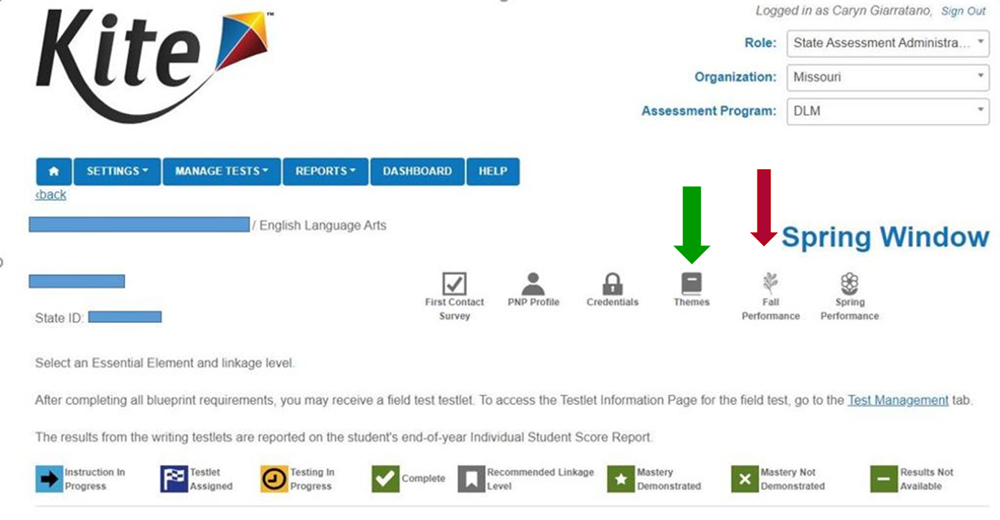 Kite™
Logged in as Caryn Giarratano, Sign Out
Role: State Assessment Administra...
Organization: Missouri
Assessment Program: DLM
SETTINGS MANAGE TESTS REPORTS DASHBOARD HELP
‹back
/ English Language Arts
Spring Window
First Contact Survey
PNP Profile
Credentials
Themes
Fall Performance
Spring Performance
State ID:
Select an Essential Element and linkage level.
After completing all blueprint requirements, you may receive a field test testlet. To access the Testlet Information Page for the field test, go to the Test Management tab.
The results from the writing testlets are reported on the student's end-of-year Individual Student Score Report.
Instruction In Progress
Testlet Assigned
Testing In Progress
Complete
Recommended Linkage Level
Mastery Demonstrated
Mastery Not Demonstrated
Results Not Available